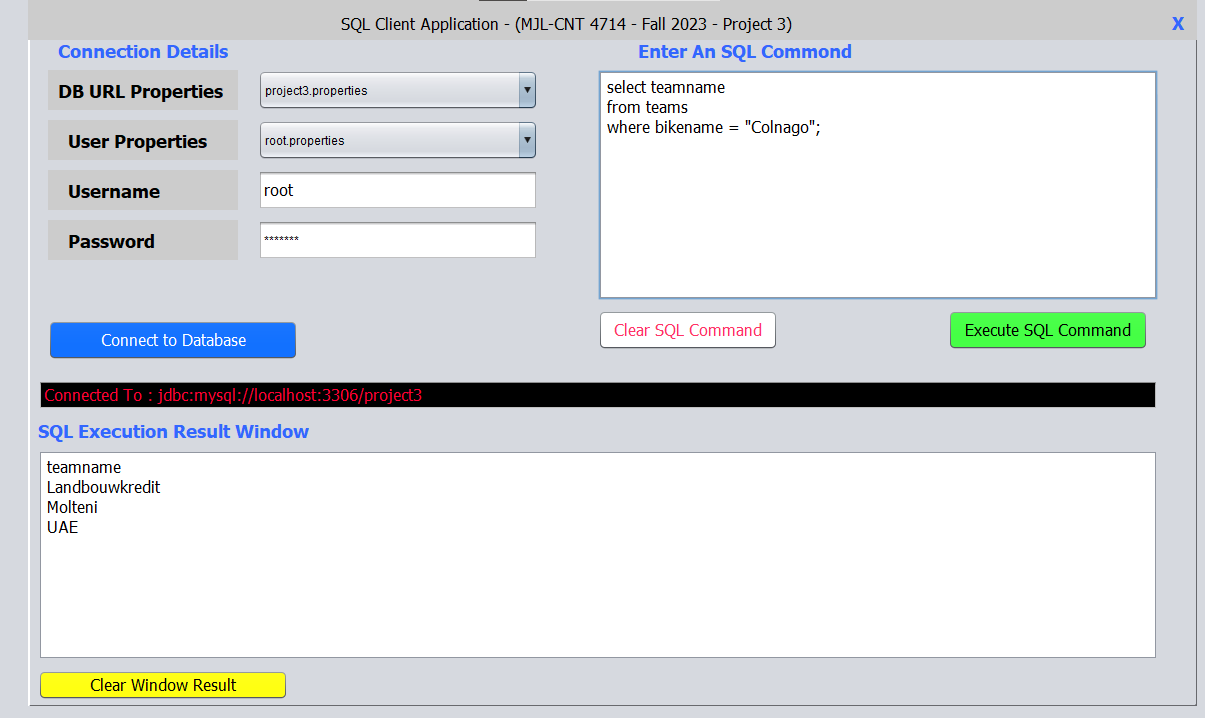 SQL Client Application - (MJL-CNT 4714 - Fall 2023 - Project 3)
X
Connection Details
DB URL Properties
project3.properties
User Properties
root.properties
Username
root
Password
*******
Connect to Database
Enter An SQL Commond
select teamname
from teams
where bikename = "Colnago";
Clear SQL Command
Execute SQL Command
Connected To : jdbc:mysql://localhost:3306/project3
SQL Execution Result Window
teamname
Landbouwkredit
Molteni
UAE
Clear Window Result